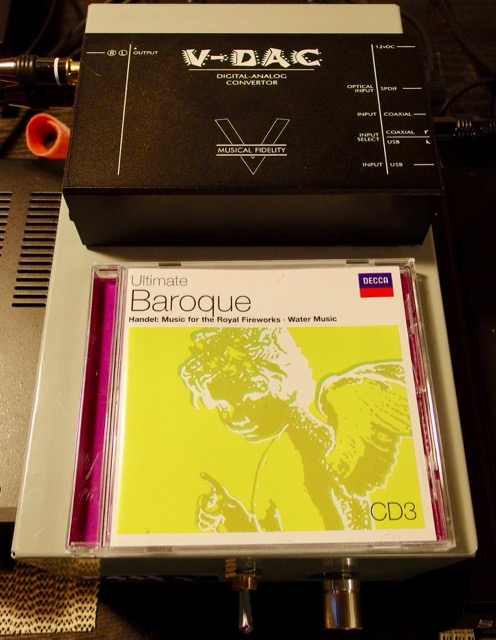 R L OUTPUT
V-DAC
DIGITAL-ANALOG
CONVERTOR
12vDC
OPTICAL
INPUT SPDIF
INPUT COAXIAL
INPUT
SELECT
COAXIAL
USB
INPUT USB
V
MUSICAL FIDELITY
Ultimate
Baroque
DECCA
Handel: Music for the Royal Fireworks · Water Music
CD3